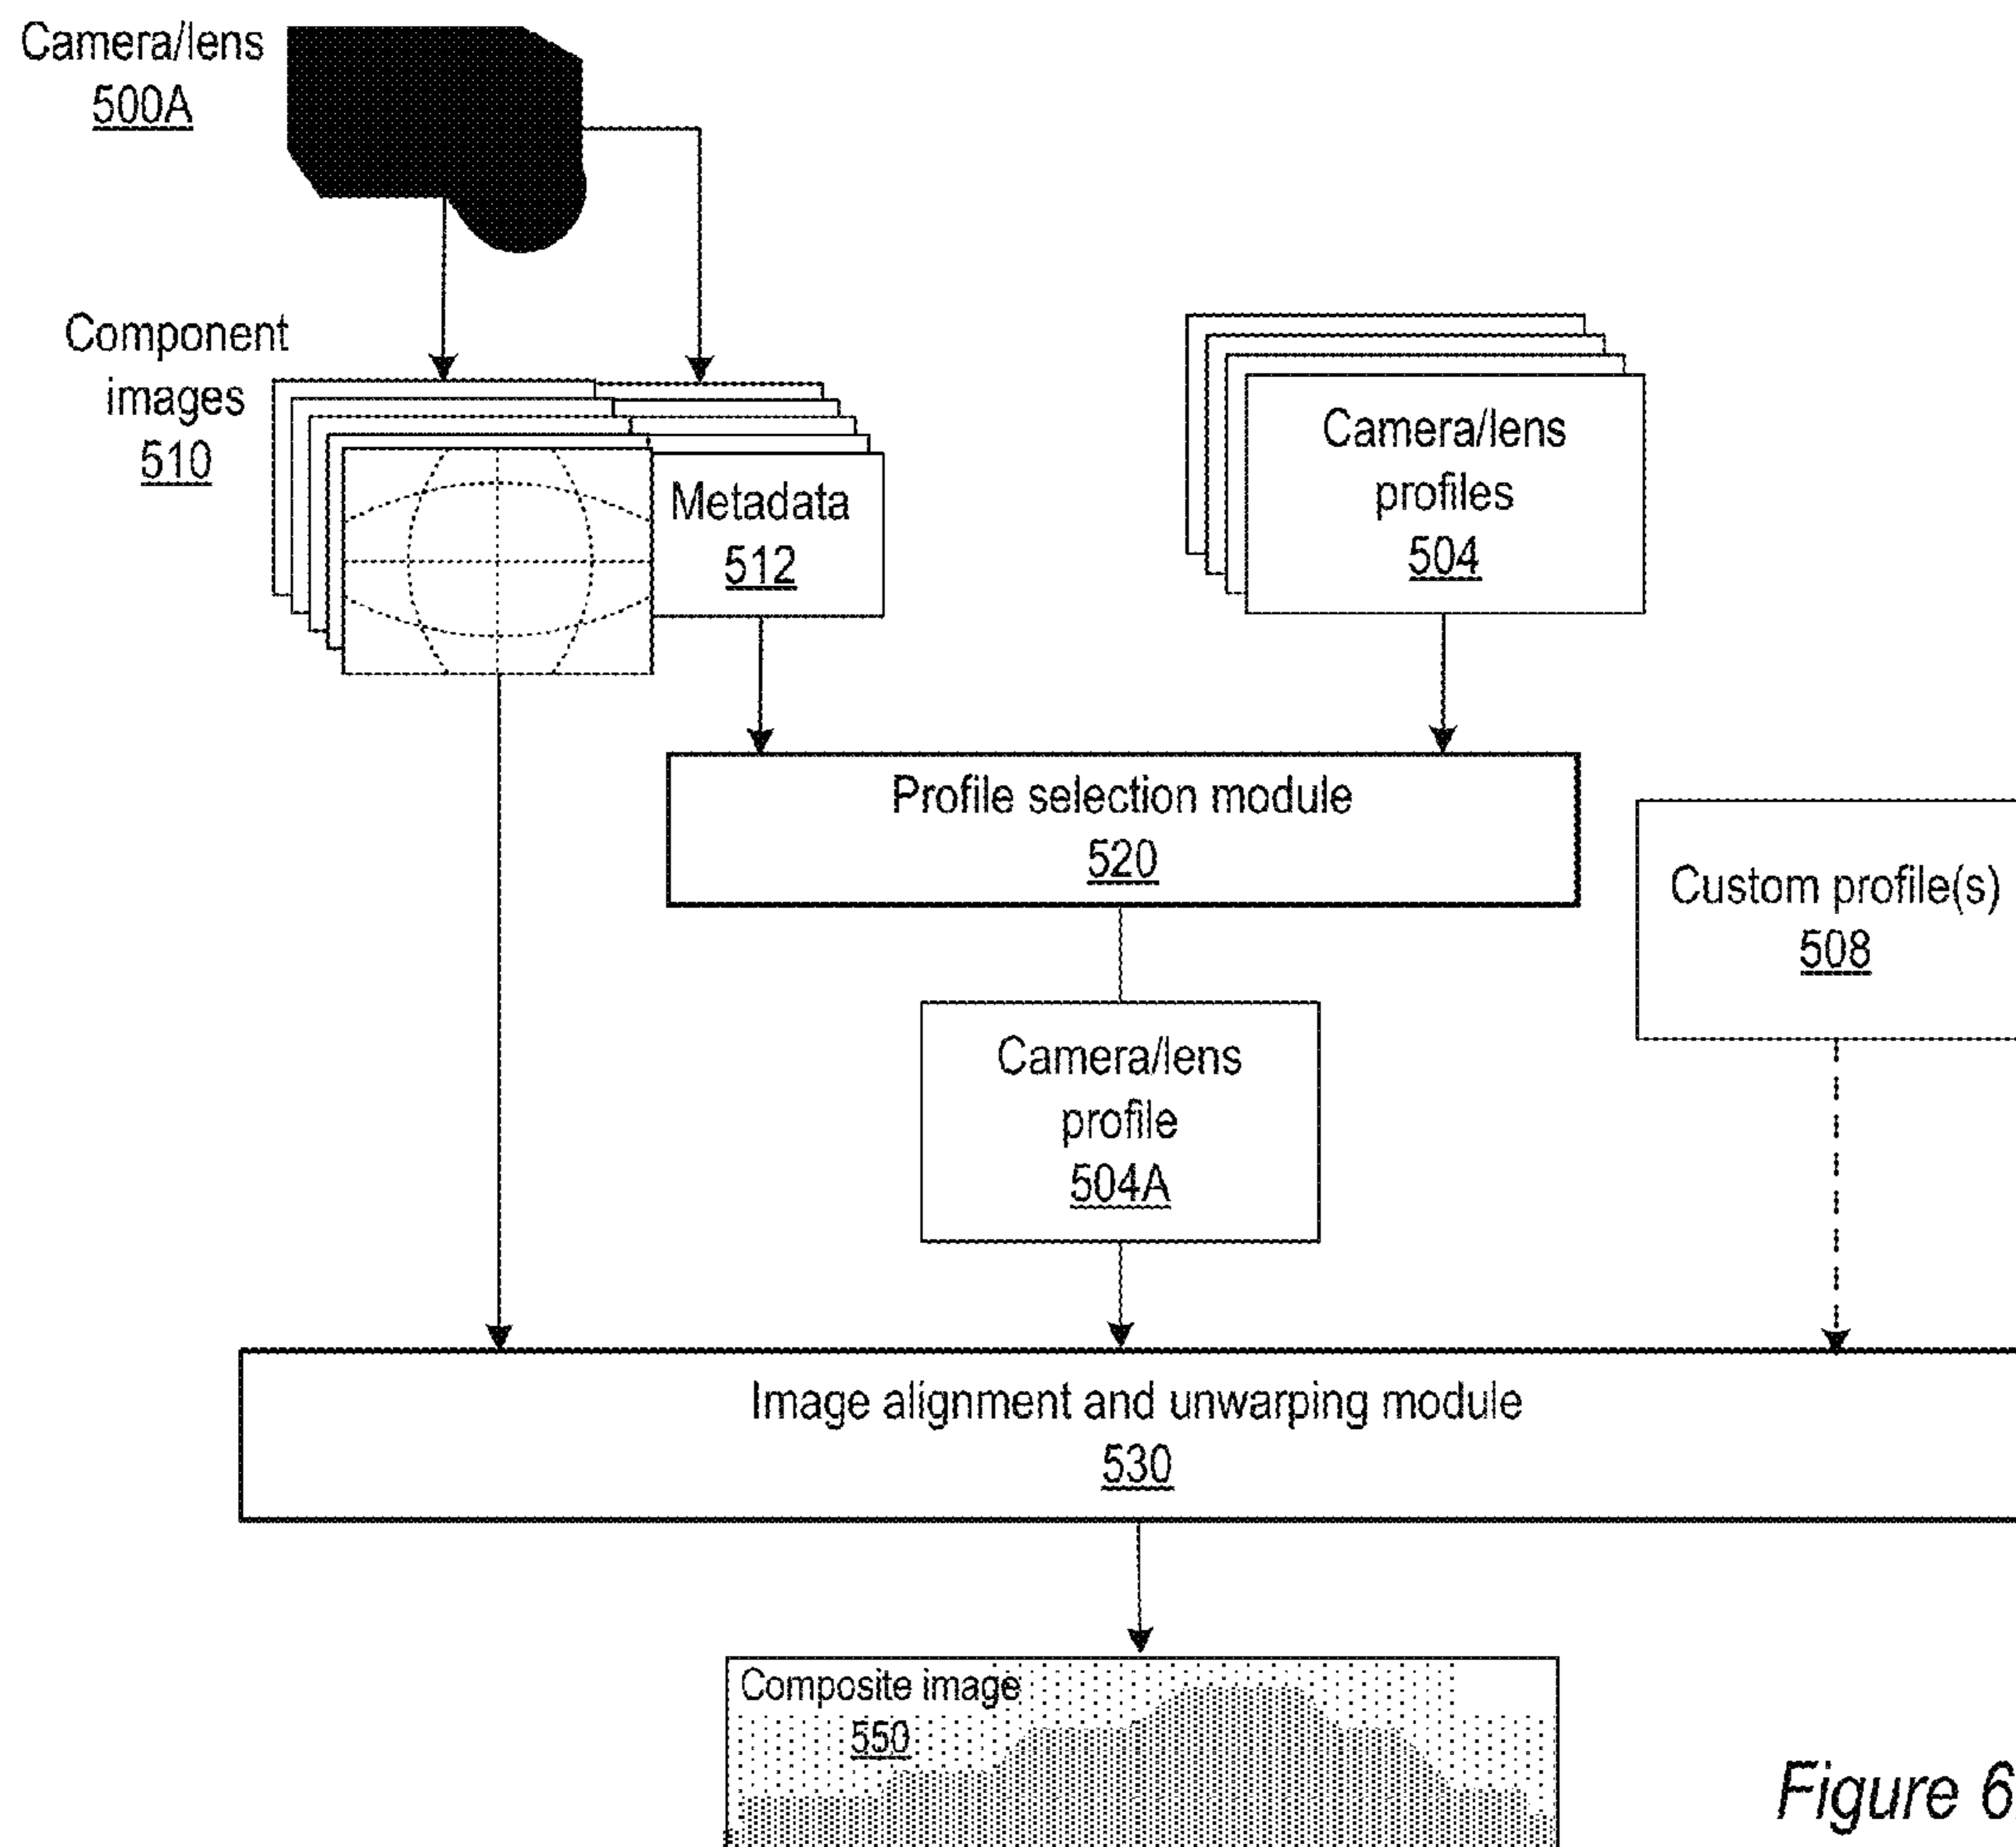 Camera/lens
500A
Component
images
510
Metadata
512
Camera/lens
profiles
504
Profile selection module
520
Custom profile(s)
508
Camera/lens
profile
504A
Image alignment and unwarping module
530
Composite image
550
Figure 6